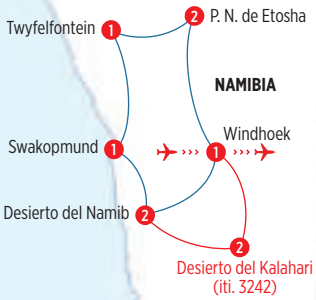 2 P. N. de Etosha
Twyfelfontein 1
NAMIBIA
Windhoek
Swakopmund 1
1
Desierto del Namib 2
2
Desierto del Kalahari
(iti. 3242)